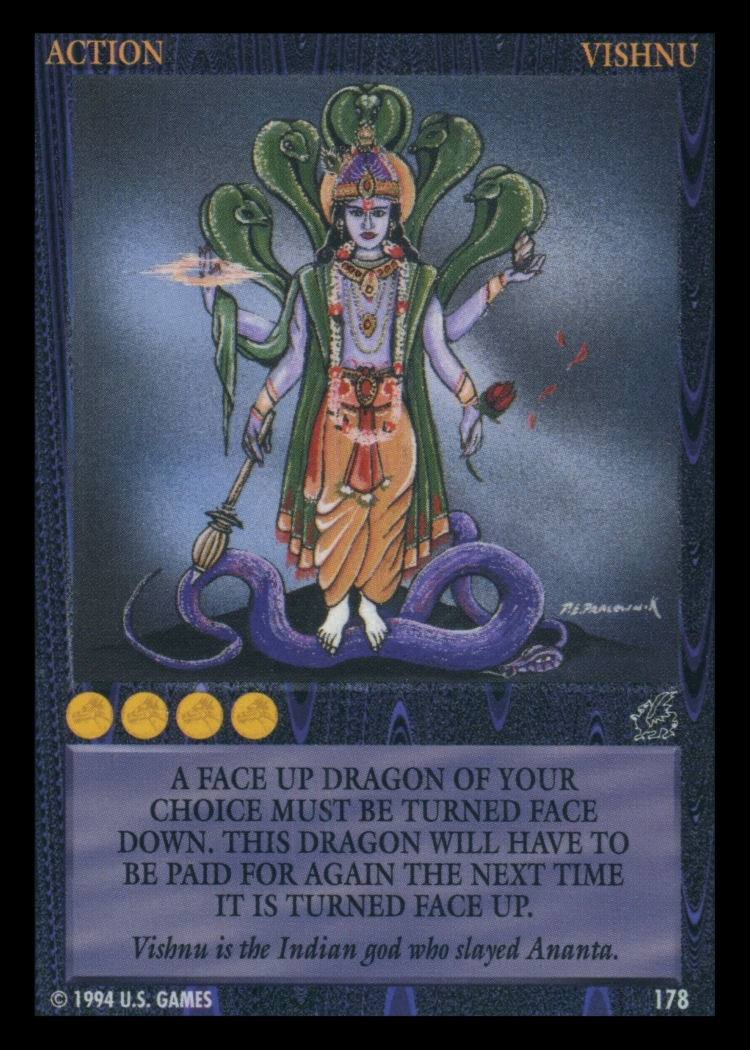 ACTION
VISHNU
A FACE UP DRAGON OF YOUR
CHOICE MUST BE TURNED FACE
DOWN. THIS DRAGON WILL HAVE TO
BE PAID FOR AGAIN THE NEXT TIME
IT IS TURNED FACE UP.
Vishnu is the Indian god who slayed Ananta.
© 1994 U.S. GAMES
178